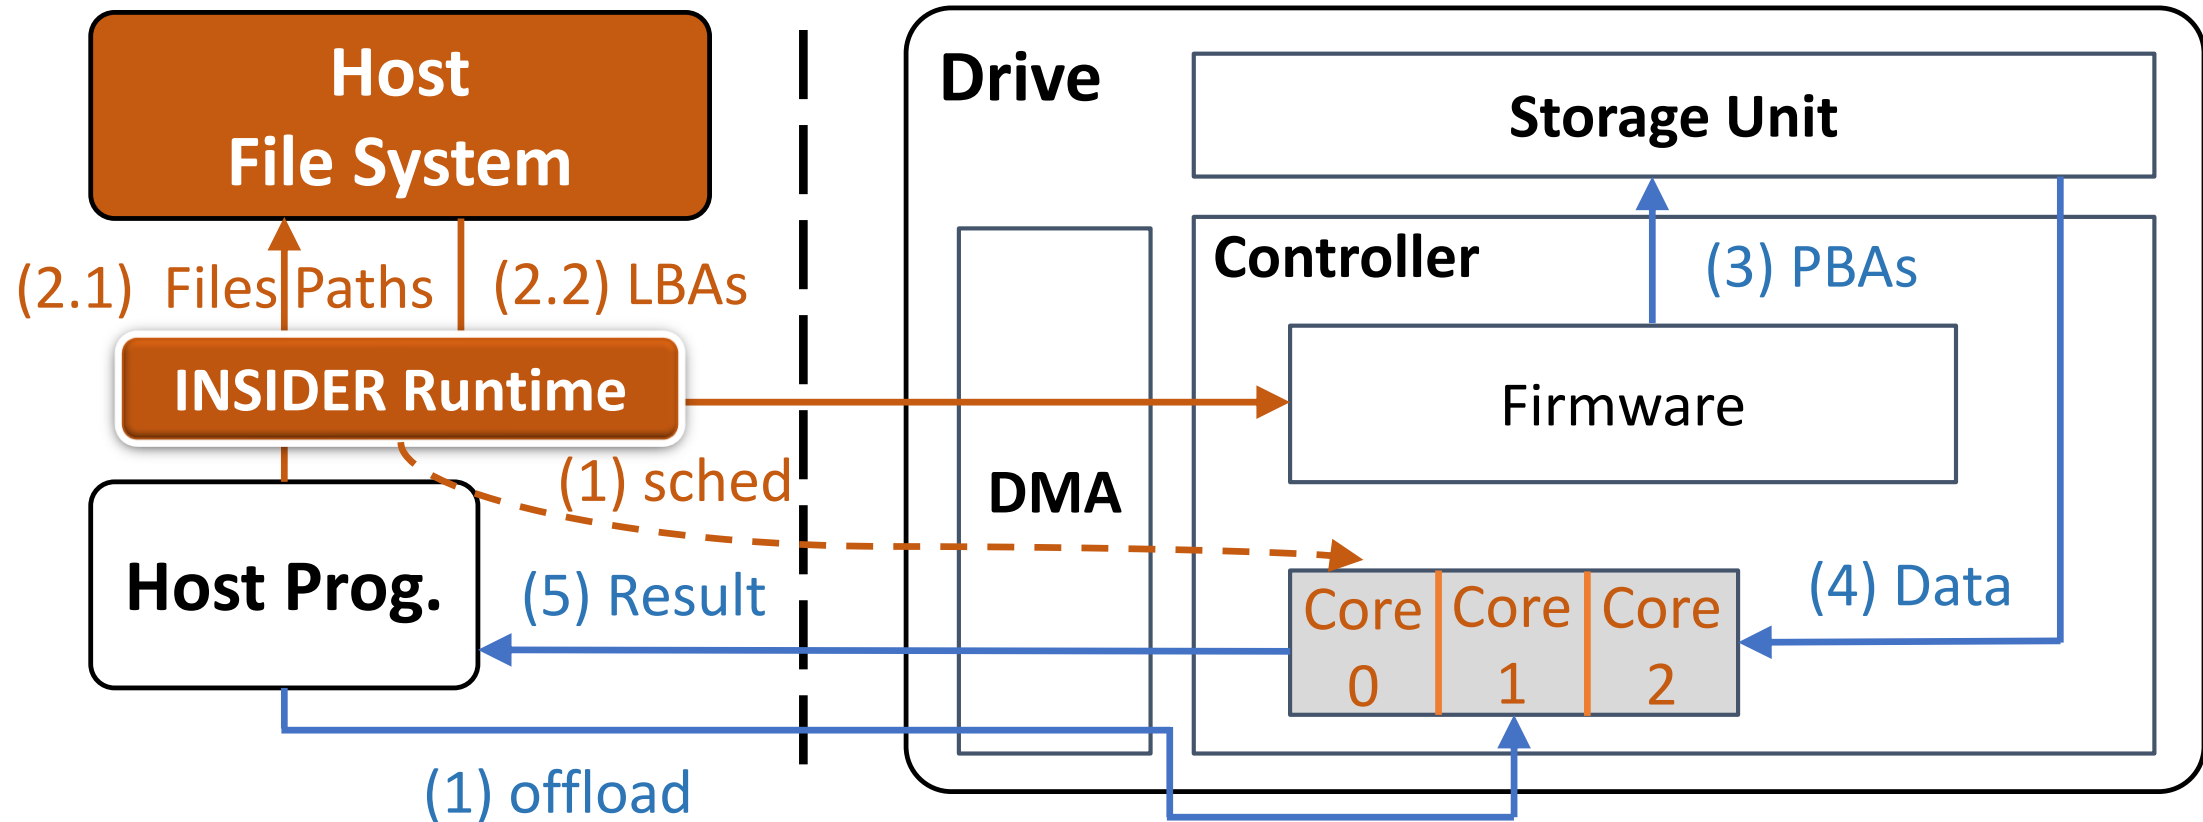 Host
File System
(2.1) Files Paths
(2.2) LBAs
INSIDER Runtime
(1) sched
Host Prog.
(5) Result
(1) offload
Drive
Storage Unit
Controller
(3) PBAs
Firmware
DMA
Core
0
Core
1
Core
2
(4) Data